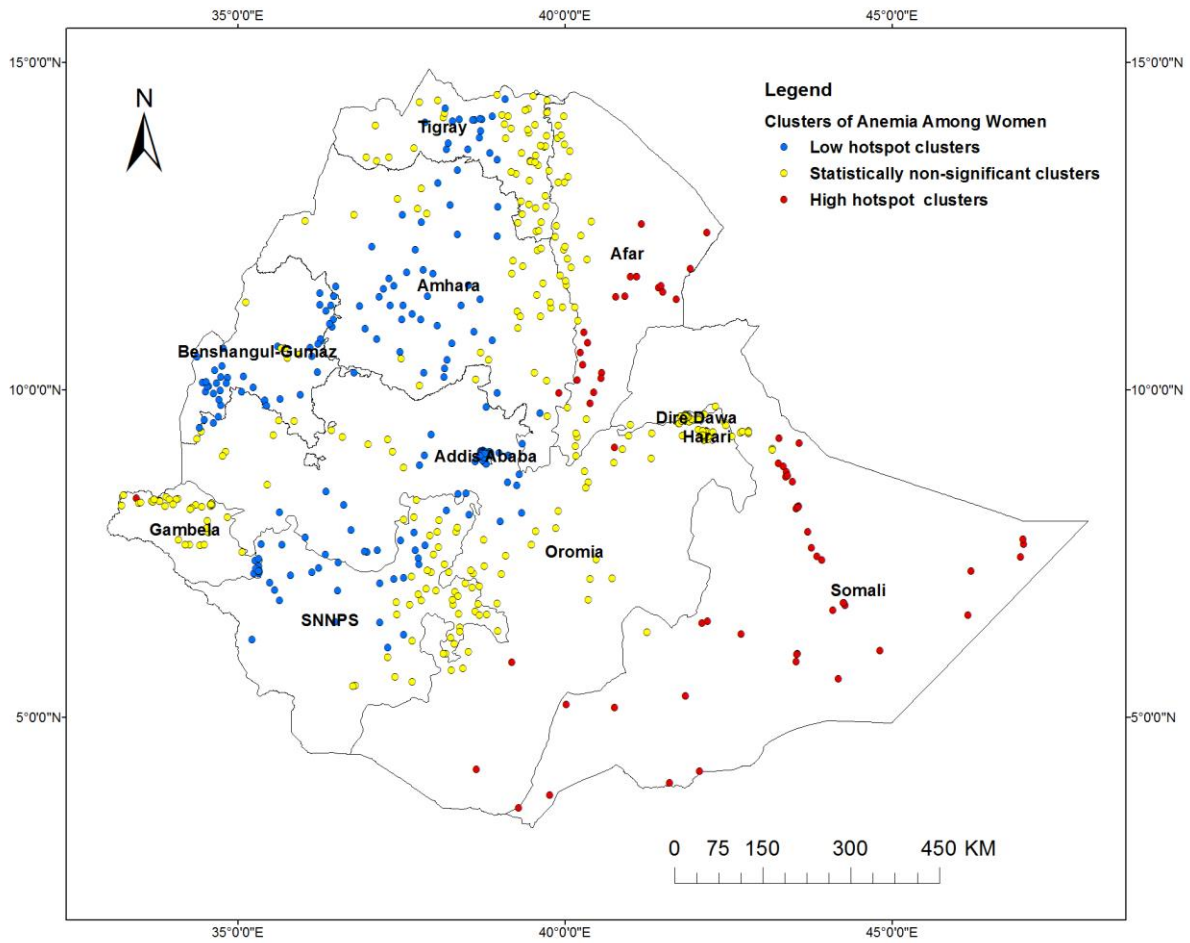 35°0'0"E 40°0'0"E 45°0'0"E
15°0'0"N 15°0'0"N
N
Legend
Clusters of Anemia Among Women
Low hotspot clusters
Statistically non-significant clusters
High hotspot clusters
Tigray
Afar
Amhara
Benshangul-Gumaz
10°0'0"N 10°0'0"N
Dire Dawa
Harari
Addis Ababa
Gambela
Oromia
Somali
SNNPS
5°0'0"N 5°0'0"N
0 75 150 300 450 KM
35°0'0"E 40°0'0"E 45°0'0"E